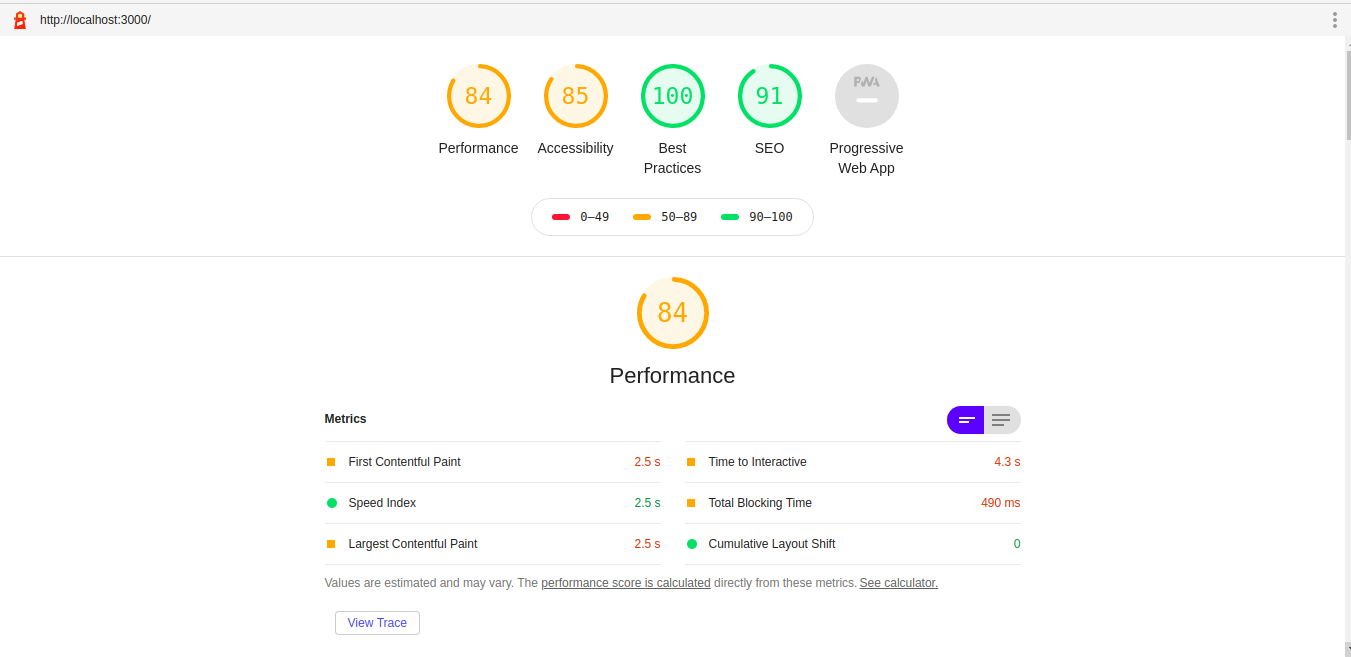 http://localhost:3000/
84 85 100 91 PWA
Performance Accessibility Best Practices SEO Progressive Web App
0–49 50–89 90–100
84
Performance
Metrics
First Contentful Paint 2.5 s
Time to Interactive 4.3 s
Speed Index 2.5 s
Total Blocking Time 490 ms
Largest Contentful Paint 2.5 s
Cumulative Layout Shift 0
Values are estimated and may vary. The performance score is calculated directly from these metrics. See calculator.
View Trace